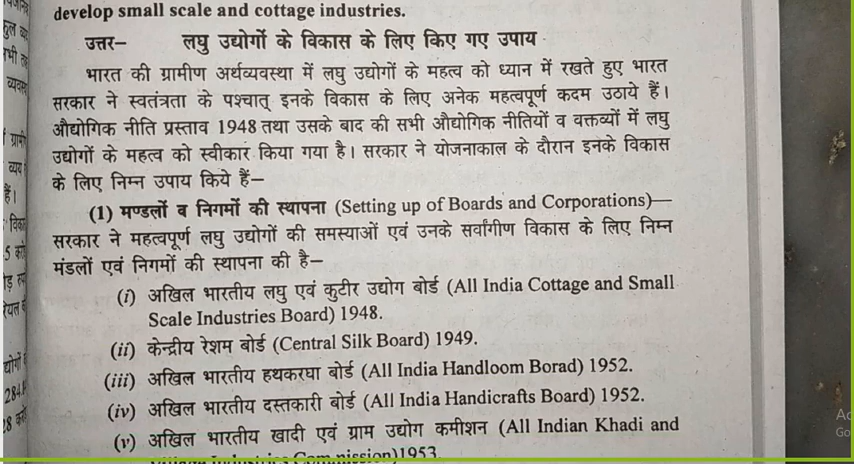 develop small scale and cottage industries.
उत्तर– लघु उद्योगों के विकास के लिए किए गए उपाय
भारत की ग्रामीण अर्थव्यवस्था में लघु उद्योगों के महत्व को ध्यान में रखते हुए भारत
सरकार ने स्वतंत्रता के पश्चात् इनके विकास के लिए अनेक महत्वपूर्ण कदम उठाये हैं।
औद्योगिक नीति प्रस्ताव 1948 तथा उसके बाद की सभी औद्योगिक नीतियों व वक्तव्यों में लघु
उद्योगों के महत्व को स्वीकार किया गया है। सरकार ने योजनाकाल के दौरान इनके विकास
के लिए निम्न उपाय किये हैं–
(1) मण्डलों व निगमों की स्थापना (Setting up of Boards and Corporations)—
सरकार ने महत्वपूर्ण लघु उद्योगों की समस्याओं एवं उनके सर्वांगीण विकास के लिए निम्न
मंडलों एवं निगमों की स्थापना की है–
(i) अखिल भारतीय लघु एवं कुटीर उद्योग बोर्ड (All India Cottage and Small
Scale Industries Board) 1948.
(ii) केन्द्रीय रेशम बोर्ड (Central Silk Board) 1949.
(iii) अखिल भारतीय हथकरघा बोर्ड (All India Handloom Borad) 1952.
(iv) अखिल भारतीय दस्तकारी बोर्ड (All India Handicrafts Board) 1952.
(v) अखिल भारतीय खादी एवं ग्राम उद्योग कमीशन (All Indian Khadi and
Industries Commission) 1953